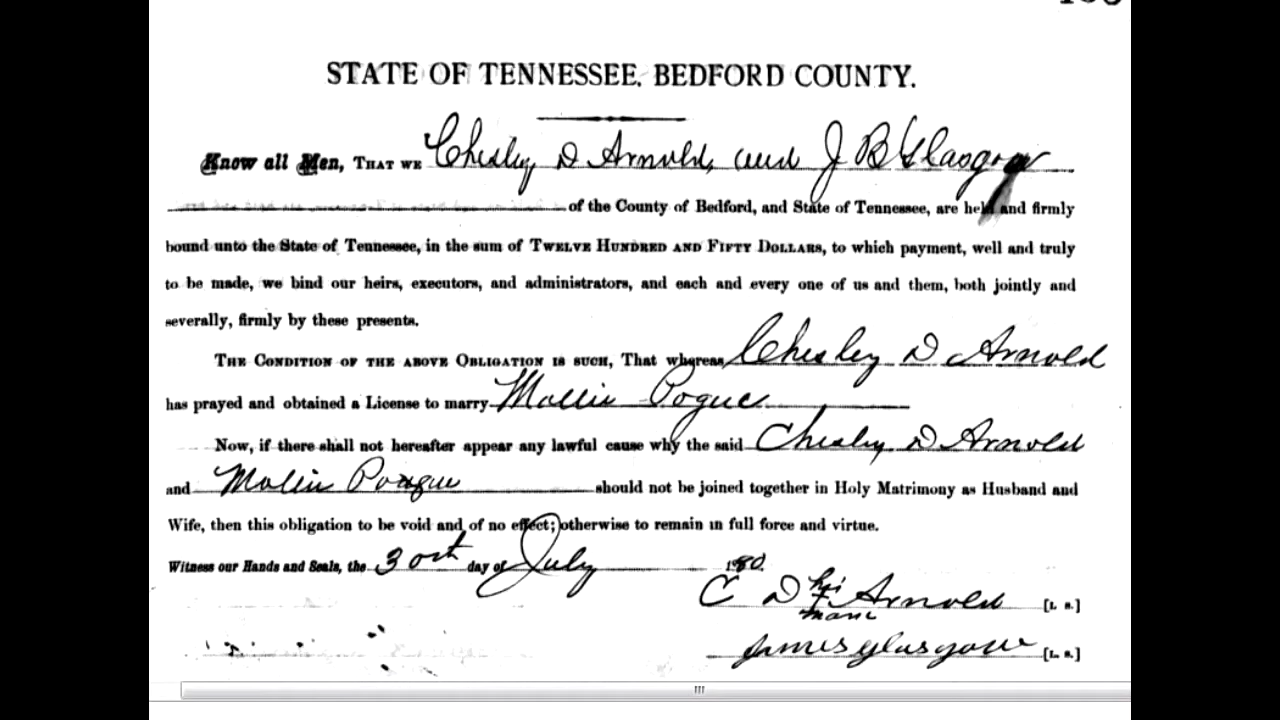 STATE OF TENNESSEE, BEDFORD COUNTY.
Know all Men, THAT WE Chesley D Arnold, and J B Glasgow
of the County of Bedford, and State of Tennessee, are held and firmly
bound unto the State of Tennessee, in the sum of TWELVE HUNDRED AND FIFTY DOLLARS, to which payment, well and truly
to be made, we bind our heirs, executors, and administrators, and each and every one of us and them, both jointly and
severally, firmly by these presents.
THE CONDITION OF THE ABOVE OBLIGATION IS SUCH, That whereas Chesley D Arnold
has prayed and obtained a License to marry Mollie Pogue
Now, if there shall not hereafter appear any lawful cause why the said Chesley D Arnold
and Mollie Poague should not be joined together in Holy Matrimony as Husband and
Wife, then this obligation to be void and of no effect; otherwise to remain in full force and virtue.
Witness our Hands and Seals, the 30th day of July 180
his
C D X Arnold [L. S.]
mark
James Glasgow [L. S.]